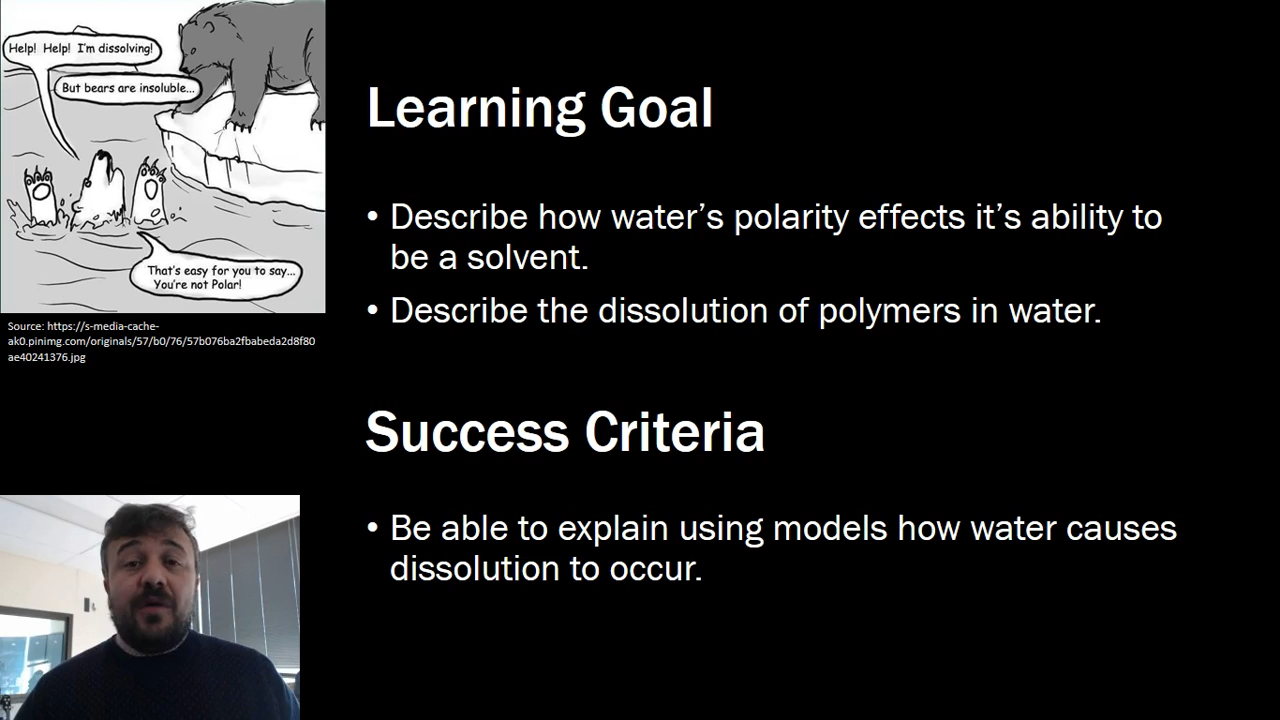 Help! Help! I'm dissolving!
But bears are insoluble...
That's easy for you to say...
You're not Polar!
Source: https://s-media-cache-
ak0.pinimg.com/originals/57/b0/76/57b076ba2fbabeda2d8f80
ae40241376.jpg
Learning Goal
• Describe how water’s polarity effects it’s ability to
be a solvent.
• Describe the dissolution of polymers in water.
Success Criteria
• Be able to explain using models how water causes
dissolution to occur.